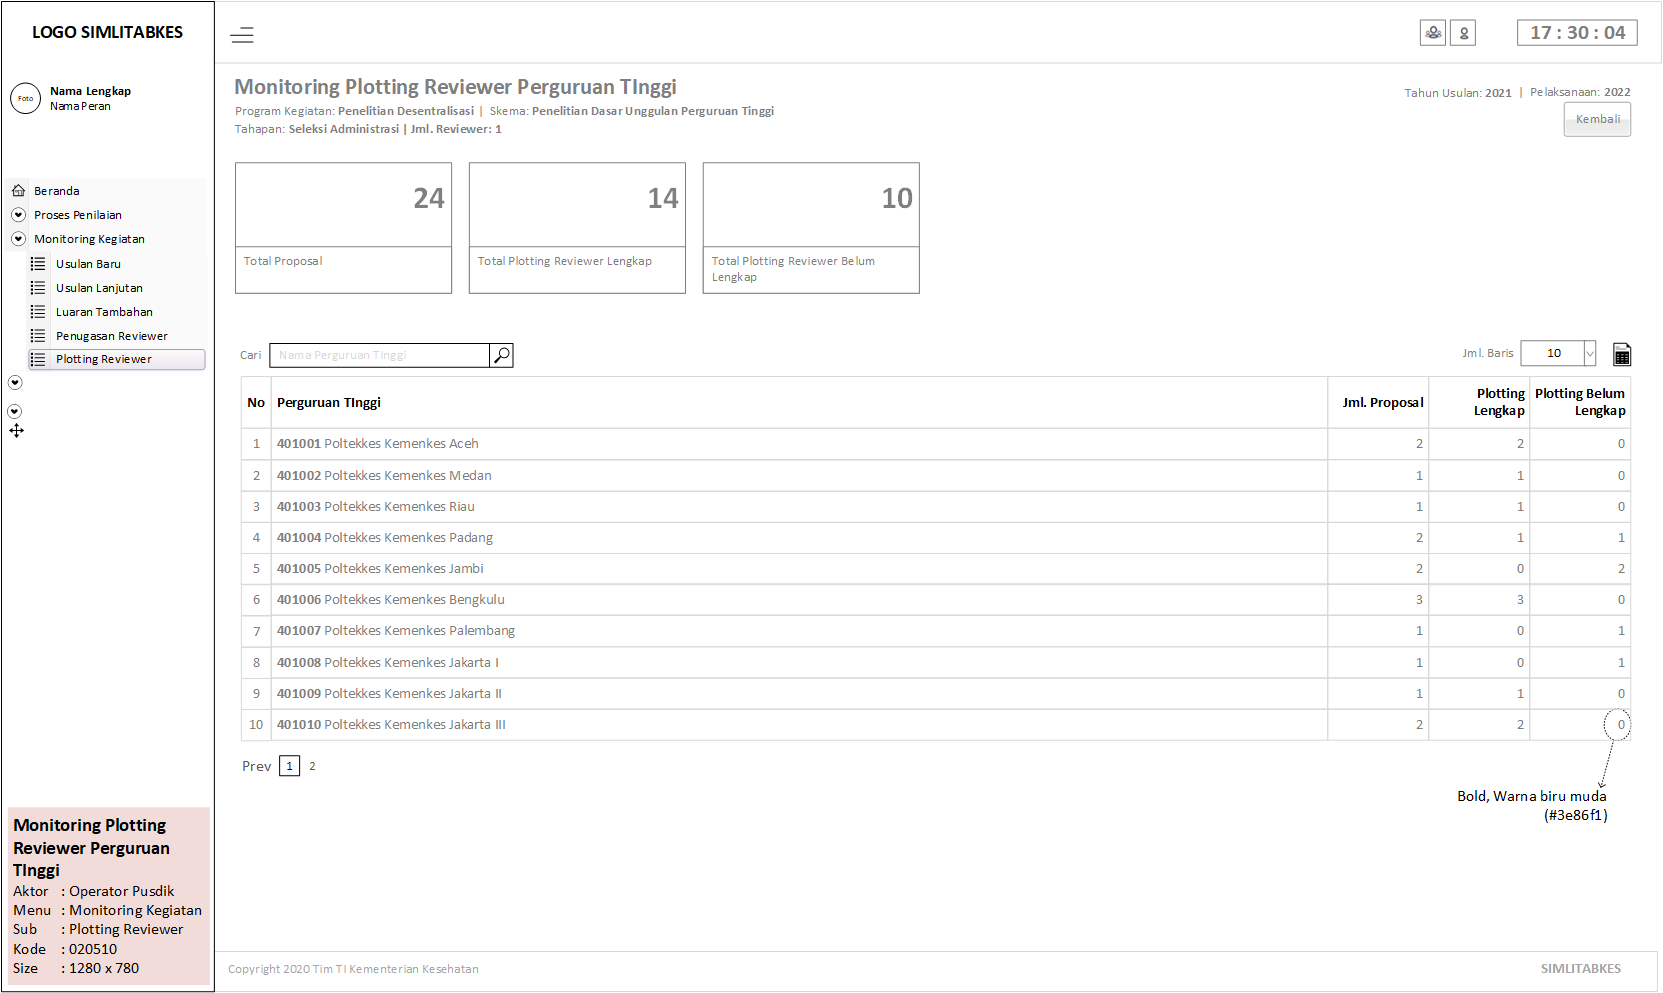 LOGO SIMLITABKES
17 : 30 : 04
Foto
Nama Lengkap
Nama Peran
Beranda
Proses Penilaian
Monitoring Kegiatan
Usulan Baru
Usulan Lanjutan
Luaran Tambahan
Penugasan Reviewer
Plotting Reviewer
Monitoring Plotting Reviewer Perguruan TInggi
Program Kegiatan: Penelitian Desentralisasi | Skema: Penelitian Dasar Unggulan Perguruan Tinggi
Tahapan: Seleksi Administrasi | Jml. Reviewer: 1
Tahun Usulan: 2021 | Pelaksanaan: 2022
Kembali
24
Total Proposal
14
Total Plotting Reviewer Lengkap
10
Total Plotting Reviewer Belum
Lengkap
Cari Nama Perguruan TInggi
Jml. Baris 10
No Perguruan TInggi Jml. Proposal Plotting Lengkap Plotting Belum Lengkap
1 401001 Poltekkes Kemenkes Aceh 2 2 0
2 401002 Poltekkes Kemenkes Medan 1 1 0
3 401003 Poltekkes Kemenkes Riau 1 1 0
4 401004 Poltekkes Kemenkes Padang 2 1 1
5 401005 Poltekkes Kemenkes Jambi 2 0 2
6 401006 Poltekkes Kemenkes Bengkulu 3 3 0
7 401007 Poltekkes Kemenkes Palembang 1 0 1
8 401008 Poltekkes Kemenkes Jakarta I 1 0 1
9 401009 Poltekkes Kemenkes Jakarta II 1 1 0
10 401010 Poltekkes Kemenkes Jakarta III 2 2 0
Prev 1 2
Bold, Warna biru muda
(#3e86f1)
Monitoring Plotting
Reviewer Perguruan
TInggi
Aktor : Operator Pusdik
Menu : Monitoring Kegiatan
Sub : Plotting Reviewer
Kode : 020510
Size : 1280 x 780
Copyright 2020 Tim TI Kementerian Kesehatan
SIMLITABKES